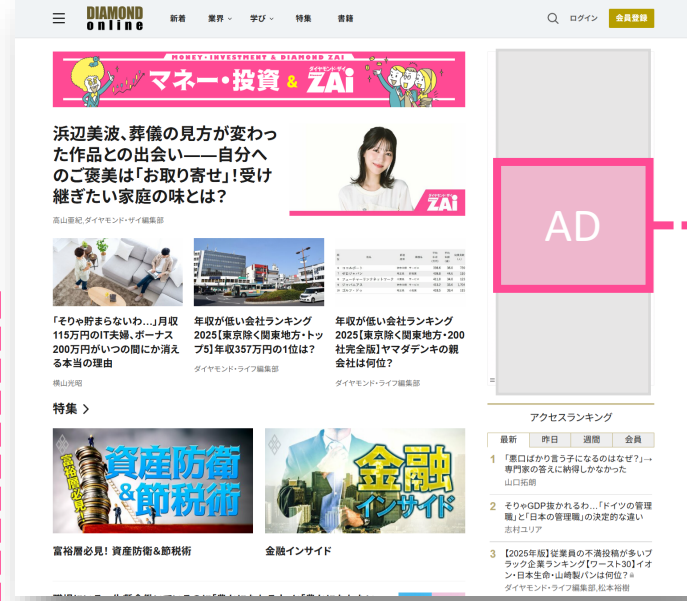 DIAMOND
online
新着 業界 学び 特集 書籍
ログイン 会員登録
MONEY・INVESTMENT & DIAMOND ZAI
マネー・投資 & ダイヤモンド・ザイ ZAi
浜辺美波、葬儀の見方が変わっ
た作品との出会い——自分へ
のご褒美は「お取り寄せ」！受け
継ぎたい家庭の味とは？
ZAi
高山亜紀,ダイヤモンド・ザイ編集部
AD
「そりゃ貯まらないわ…」月収
115万円のIT夫婦、ボーナス
200万円がいつの間にか消え
る本当の理由
横山光昭
年収が低い会社ランキング
2025【東京除く関東地方・トッ
プ5】年収357万円の1位は？
ダイヤモンド・ライフ編集部
年収が低い会社ランキング
2025【東京除く関東地方・200
社完全版】ヤマダデンキの親
会社は何位？
ダイヤモンド・ライフ編集部
特集
富裕層必見！
資産防衛
&節税術
金融
インサイド
富裕層必見！ 資産防衛&節税術
金融インサイド
アクセスランキング
最新 昨日 週間 会員
1 「悪口ばかり言う子になるのはなぜ？」→
専門家の答えに納得しかなかった
山口拓朗
2 そりゃGDP抜かれるわ…「ドイツの管理
職」と「日本の管理職」の決定的な違い
志村ユリア
3 【2025年版】従業員の不満投稿が多いブ
ラック企業ランキング【ワースト30】イオ
ン・日本生命・山崎製パンは何位？
ダイヤモンド・ライフ編集部,松本裕樹